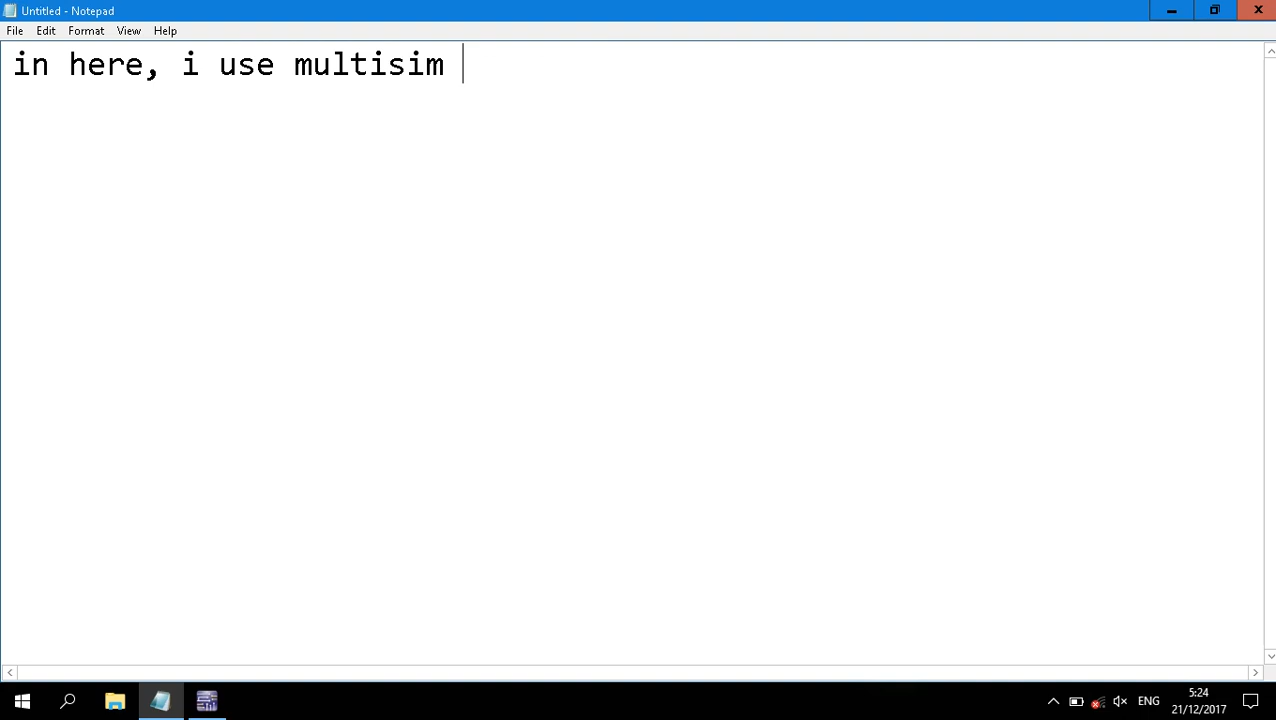 Untitled - Notepad
File Edit Format View Help
in here, i use multisim
ENG
5:24
21/12/2017